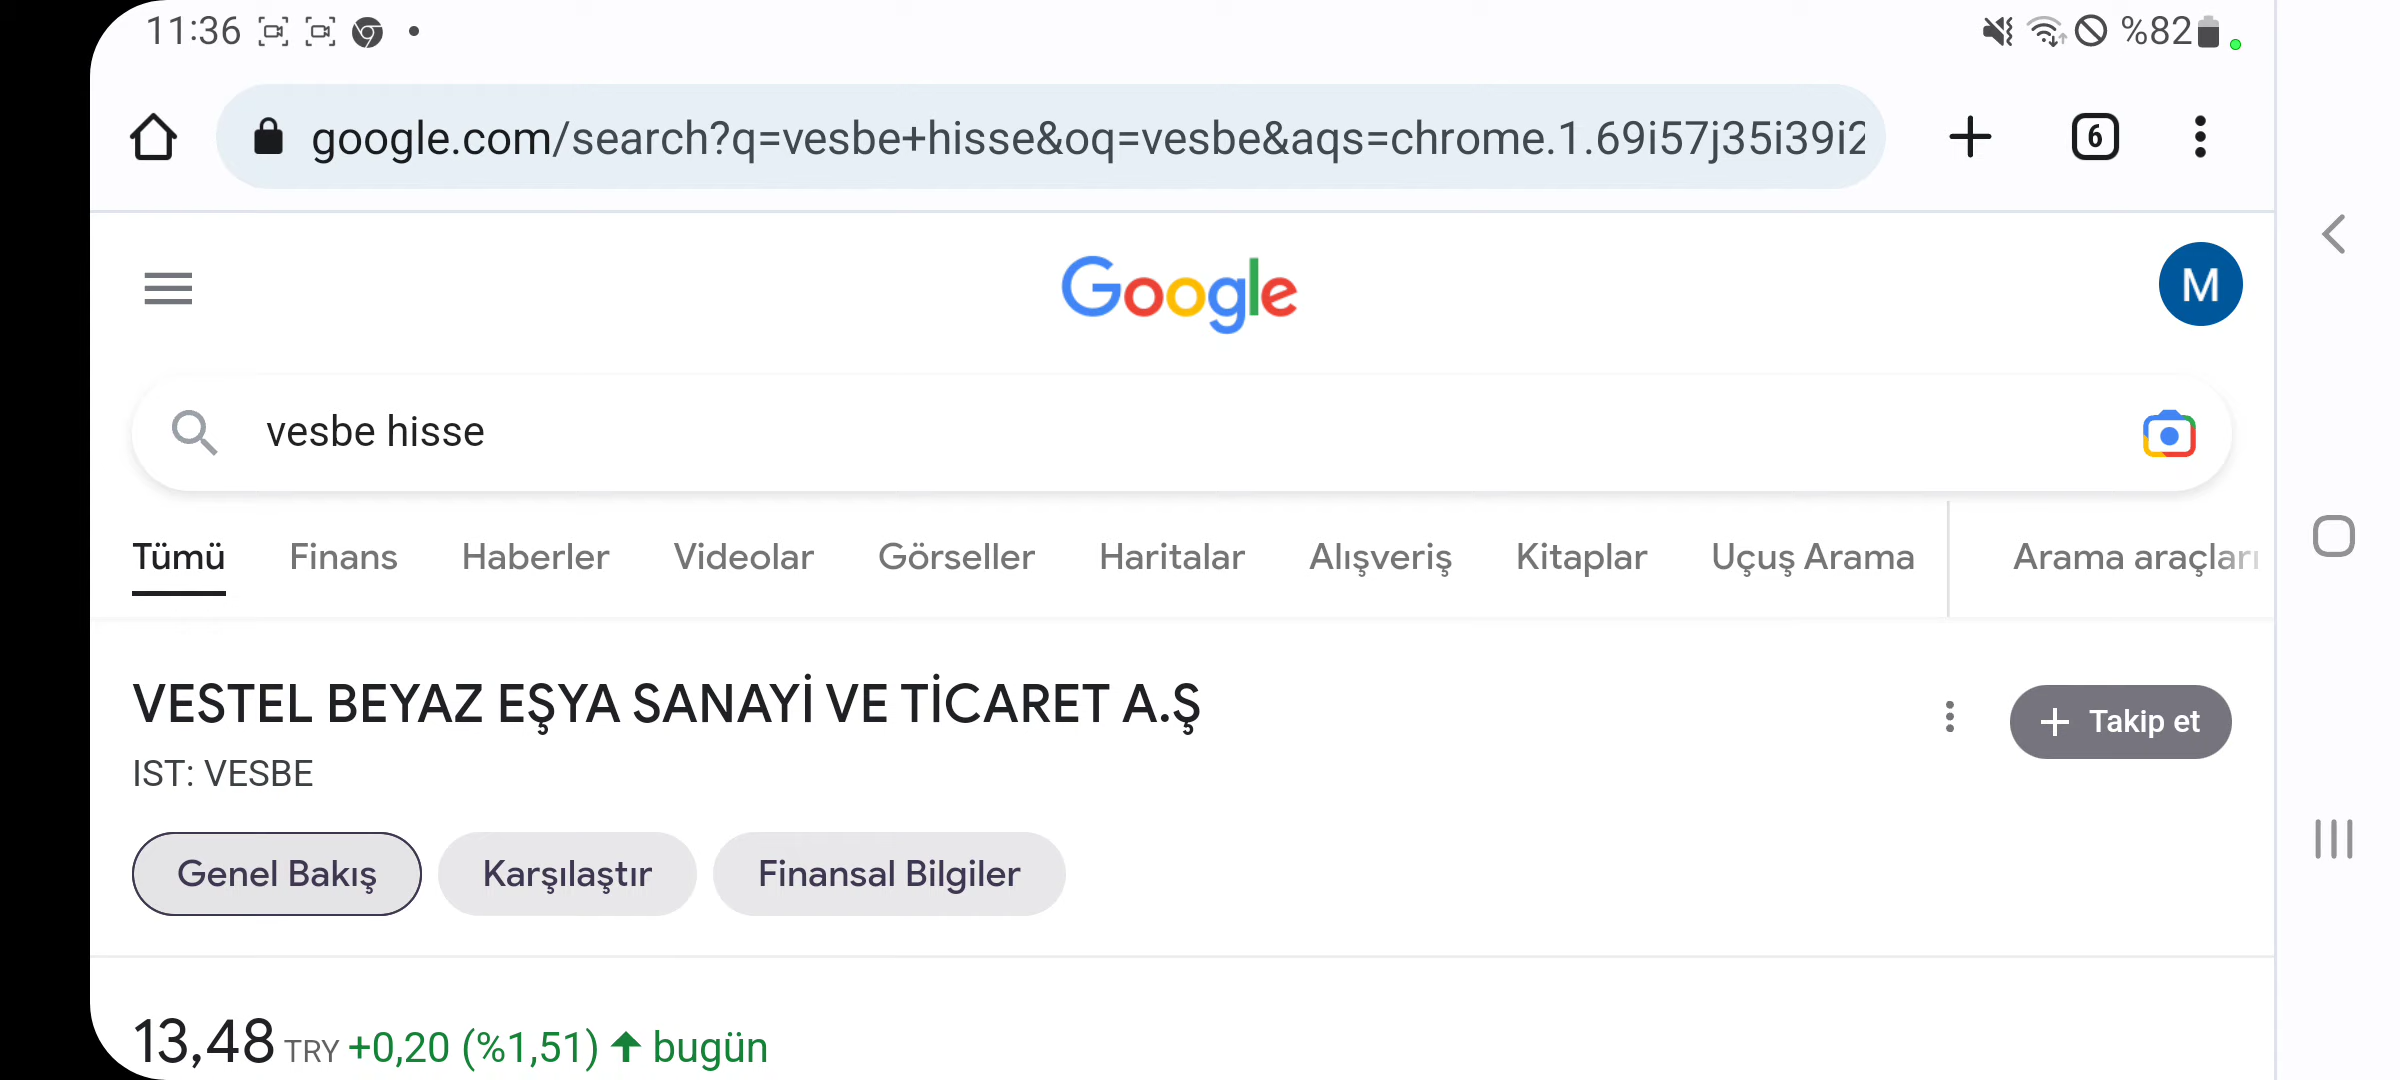 11:36
%82
google.com/search?q=vesbe+hisse&oq=vesbe&aqs=chrome.1.69i57j35i39i2
6
Google
M
vesbe hisse
Tümü Finans Haberler Videolar Görseller Haritalar Alışveriş Kitaplar Uçuş Arama Arama araçları
VESTEL BEYAZ EŞYA SANAYİ VE TİCARET A.Ş
+ Takip et
IST: VESBE
Genel Bakış Karşılaştır Finansal Bilgiler
13,48 TRY +0,20 (%1,51) ↑ bugün